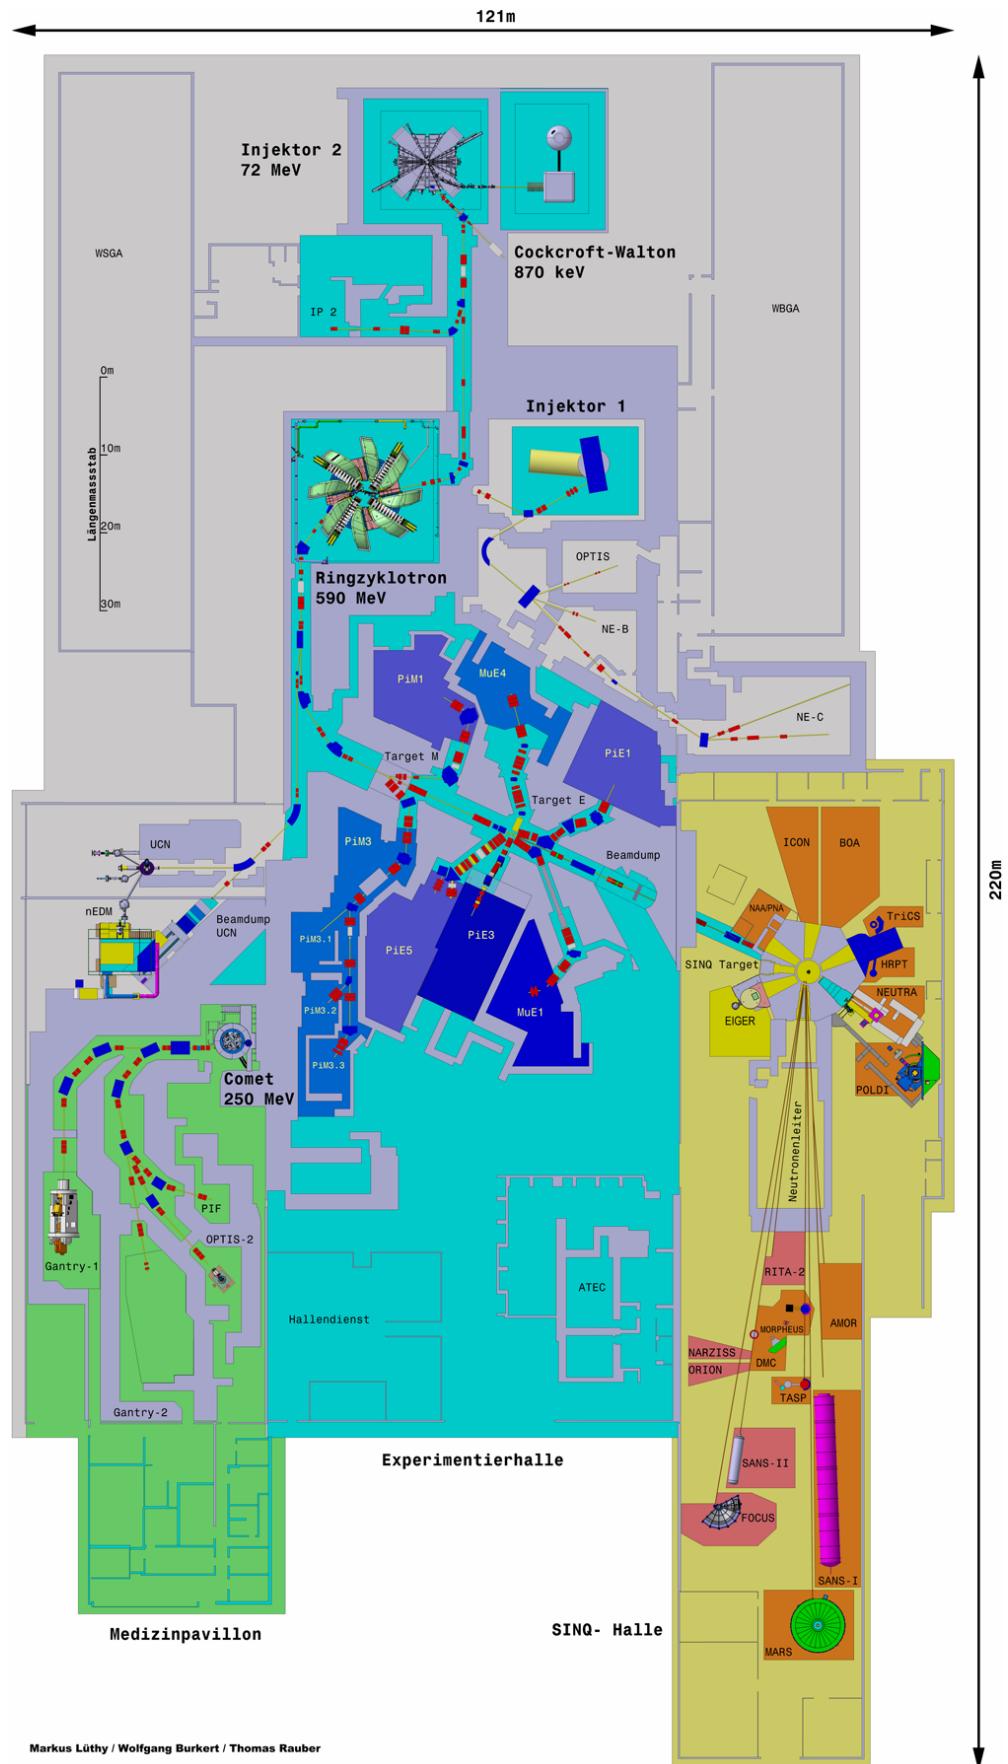 121m
Injektor 2
72 MeV
Cockcroft-Walton
870 keV
WSGA
WBGA
IP 2
0m
10m
20m
30m
Längenmassstab
Injektor 1
OPTIS
Ringzyklotron
590 MeV
NE-B
PiM1
MuE4
NE-C
Target M
PiE1
Target E
220m
UCN
PiM3
Beamdump
ICON
BOA
nEDM
Beamdump
UCN
NAA/PNA
TriCS
PiM3.1
PiE5
PiE3
SINQ Target
HRPT
PiM3.2
MuE1
EIGER
NEUTRA
PiM3.3
Comet
250 MeV
POLDI
Neutronenleiter
PIF
OPTIS-2
Gantry-1
RITA-2
ATEC
Hallendienst
AMOR
MORPHEUS
NARZISS
DMC
ORION
TASP
Gantry-2
Experimentierhalle
SANS-II
FOCUS
SANS-I
Medizinpavillon
SINQ- Halle
MARS
Markus Lüthy / Wolfgang Burkert / Thomas Rauber